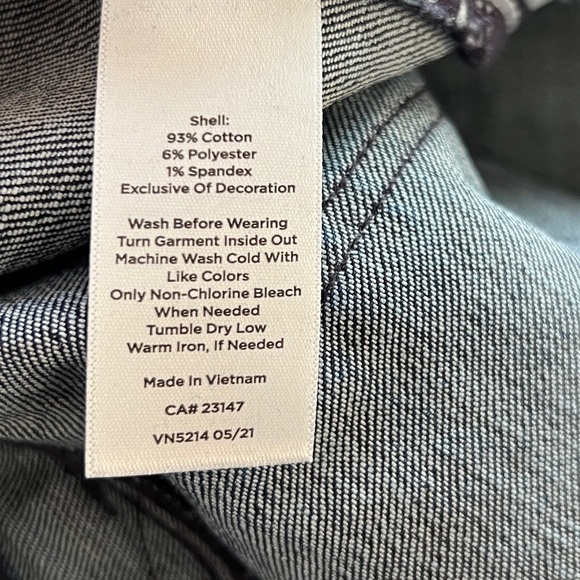 Shell:
93% Cotton
6% Polyester
1% Spandex
Exclusive Of Decoration
Wash Before Wearing
Turn Garment Inside Out
Machine Wash Cold With
Like Colors
Only Non-Chlorine Bleach
When Needed
Tumble Dry Low
Warm Iron, If Needed
Made In Vietnam
CA# 23147
VN5214 05/21